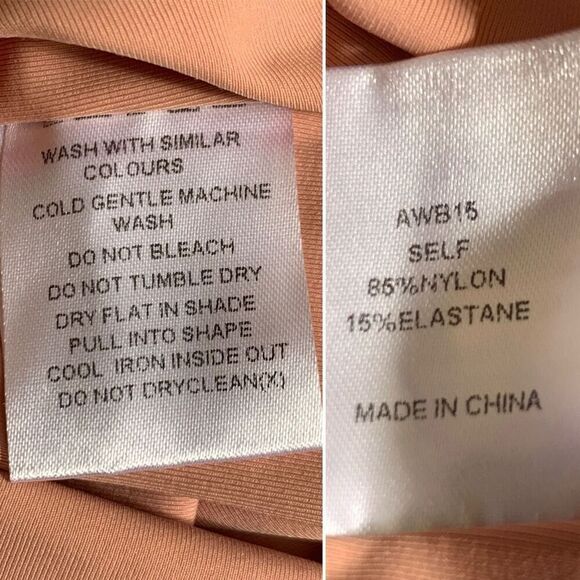 WASH WITH SIMILAR
COLOURS
COLD GENTLE MACHINE
WASH
DO NOT BLEACH
DO NOT TUMBLE DRY
DRY FLAT IN SHADE
PULL INTO SHAPE
COOL IRON INSIDE OUT
DO NOT DRYCLEAN(X)
AWB15
SELF
85%NYLON
15%ELASTANE
MADE IN CHINA